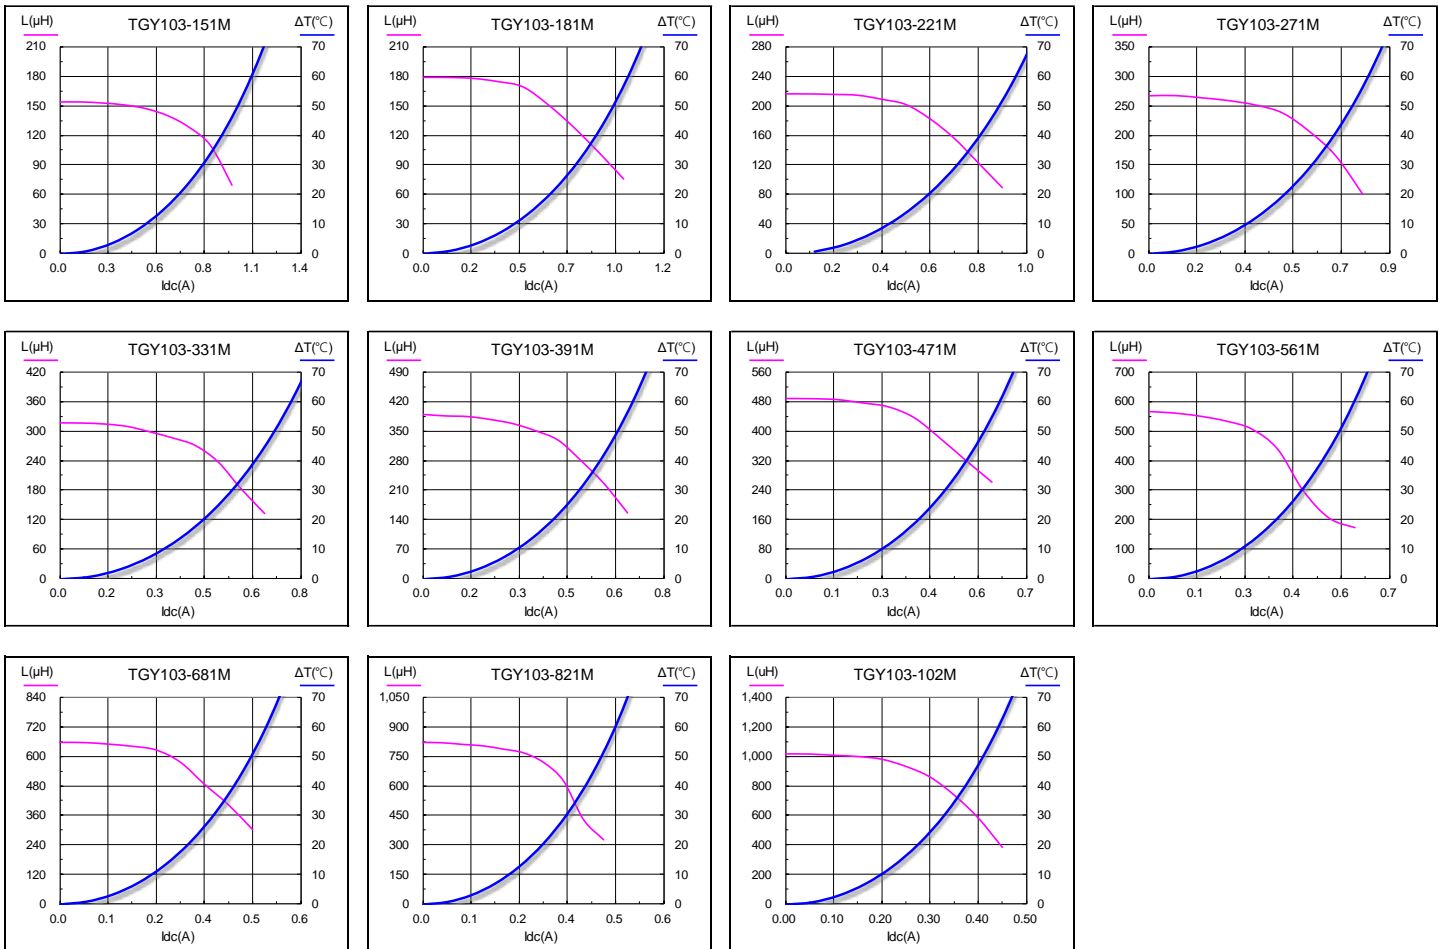 L(μH) TGY103-151M ΔT(℃)
210 70
180 60
150 50
120 40
90 30
60 20
30 10
0 0
0.0 0.3 0.6 0.8 1.1 1.4
Idc(A)
L(μH) TGY103-181M ΔT(℃)
210 70
180 60
150 50
120 40
90 30
60 20
30 10
0 0
0.0 0.2 0.5 0.7 1.0 1.2
Idc(A)
L(μH) TGY103-221M ΔT(℃)
280 70
240 60
200 50
160 40
120 30
80 20
40 10
0 0
0.0 0.2 0.4 0.6 0.8 1.0
Idc(A)
L(μH) TGY103-271M ΔT(℃)
350 70
300 60
250 50
200 40
150 30
100 20
50 10
0 0
0.0 0.2 0.4 0.5 0.7 0.9
Idc(A)
L(μH) TGY103-331M ΔT(℃)
420 70
360 60
300 50
240 40
180 30
120 20
60 10
0 0
0.0 0.2 0.3 0.5 0.6 0.8
Idc(A)
L(μH) TGY103-391M ΔT(℃)
490 70
420 60
350 50
280 40
210 30
140 20
70 10
0 0
0.0 0.2 0.3 0.5 0.6 0.8
Idc(A)
L(μH) TGY103-471M ΔT(℃)
560 70
480 60
400 50
320 40
240 30
160 20
80 10
0 0
0.0 0.1 0.3 0.4 0.6 0.7
Idc(A)
L(μH) TGY103-561M ΔT(℃)
700 70
600 60
500 50
400 40
300 30
200 20
100 10
0 0
0.0 0.1 0.3 0.4 0.6 0.7
Idc(A)
L(μH) TGY103-681M ΔT(℃)
840 70
720 60
600 50
480 40
360 30
240 20
120 10
0 0
0.0 0.1 0.2 0.4 0.5 0.6
Idc(A)
L(μH) TGY103-821M ΔT(℃)
1,050 70
900 60
750 50
600 40
450 30
300 20
150 10
0 0
0.0 0.1 0.2 0.4 0.5 0.6
Idc(A)
L(uH) TGY103-102M ΔT(℃)
1,400 70
1,200 60
1,000 50
800 40
600 30
400 20
200 10
0 0
0.00 0.10 0.20 0.30 0.40 0.50
Idc(A)